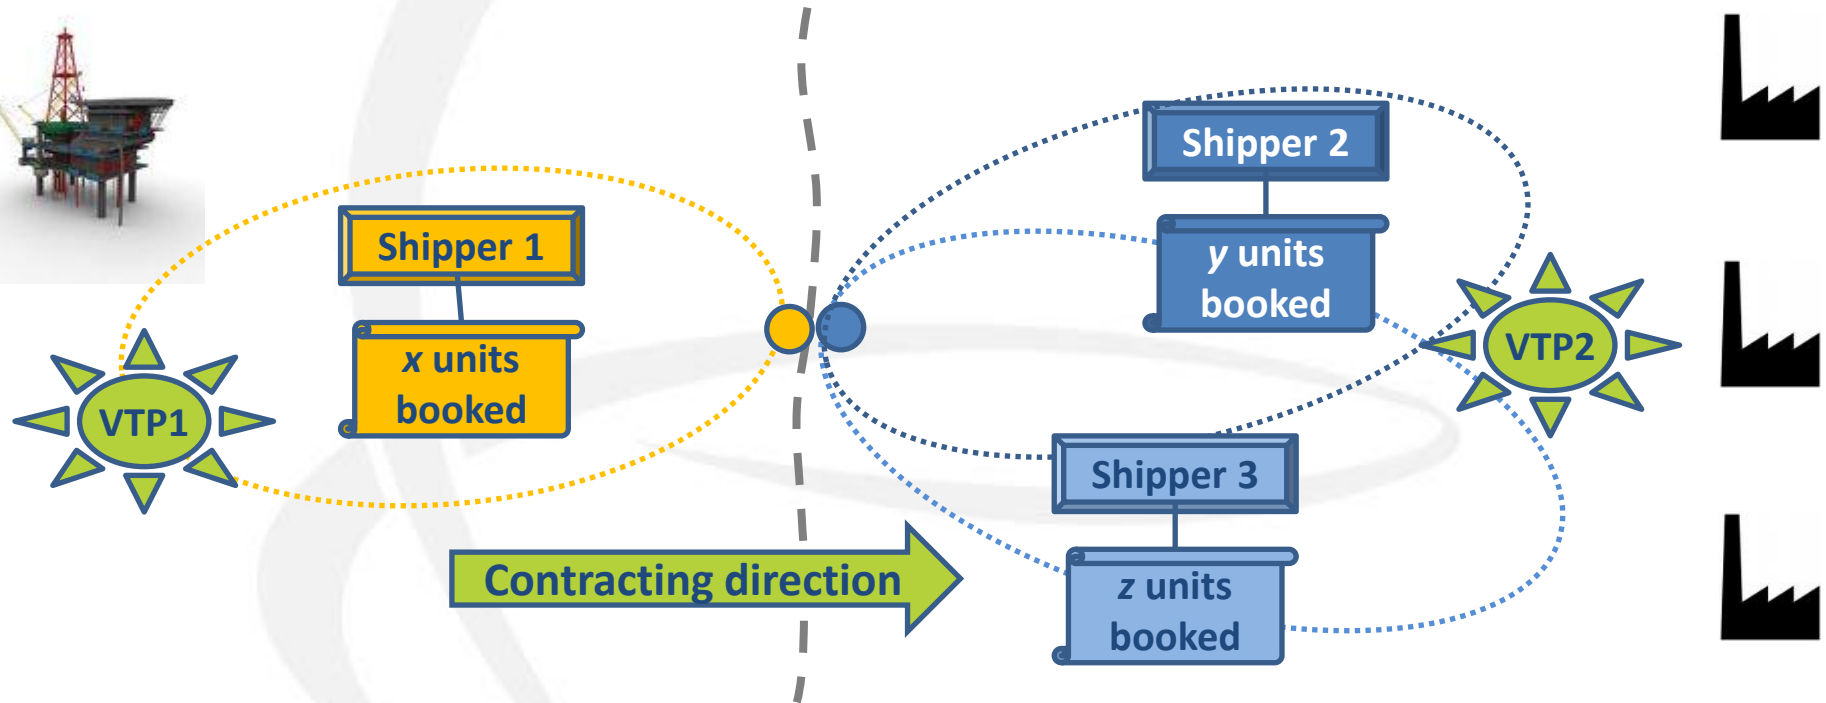 Shipper 1
x units
booked
VTP1
Shipper 2
y units
booked
VTP2
Shipper 3
z units
booked
Contracting direction